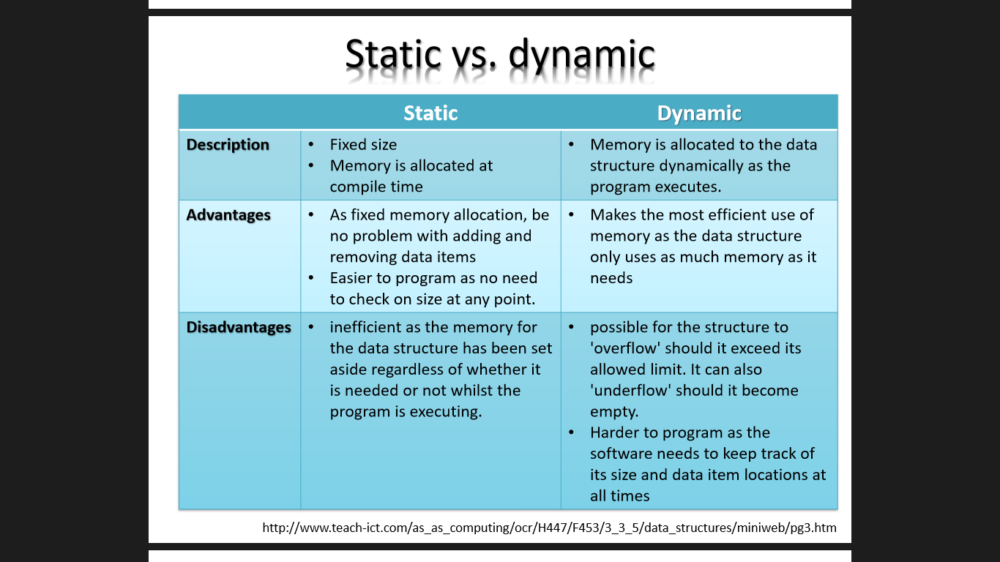 Static vs. dynamic
Static
Dynamic
Description
• Fixed size
• Memory is allocated at
compile time
• Memory is allocated to the data
structure dynamically as the
program executes.
Advantages
• As fixed memory allocation, be
no problem with adding and
removing data items
• Easier to program as no need
to check on size at any point.
• Makes the most efficient use of
memory as the data structure
only uses as much memory as it
needs
Disadvantages
• inefficient as the memory for
the data structure has been set
aside regardless of whether it
is needed or not whilst the
program is executing.
• possible for the structure to
'overflow' should it exceed its
allowed limit. It can also
'underflow' should it become
empty.
• Harder to program as the
software needs to keep track of
its size and data item locations at
all times
http://www.teach-ict.com/as_as_computing/ocr/H447/F453/3_3_5/data_structures/miniweb/pg3.htm